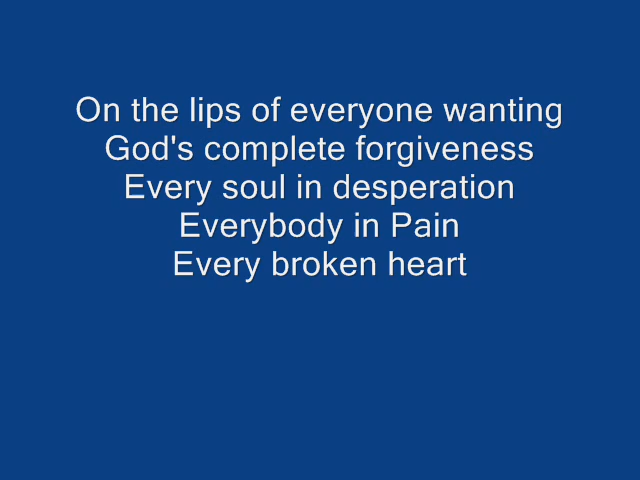 On the lips of everyone wanting
God's complete forgiveness
Every soul in desperation
Everybody in Pain
Every broken heart